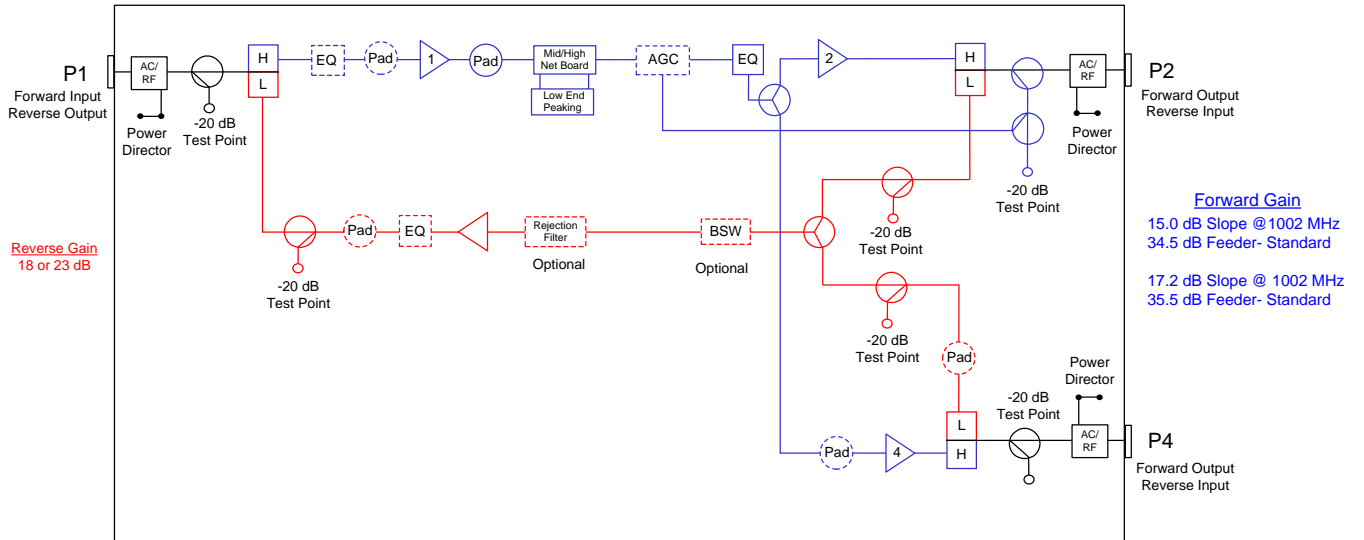 P1
Forward Input
Reverse Output
AC/
RF
Power
Director
-20 dB
Test Point
H
L
EQ
Pad
1
Pad
Mid/High
Net Board
Low End
Peaking
AGC
EQ
2
H
L
AC/
RF
P2
Forward Output
Reverse Input
Power
Director
-20 dB
Test Point
Reverse Gain
18 or 23 dB
-20 dB
Test Point
Pad
EQ
Rejection
Filter
Optional
BSW
Optional
-20 dB
Test Point
-20 dB
Test Point
Pad
Forward Gain
15.0 dB Slope @1002 MHz
34.5 dB Feeder- Standard
17.2 dB Slope @ 1002 MHz
35.5 dB Feeder- Standard
Pad
4
L
H
-20 dB
Test Point
Power
Director
AC/
RF
P4
Forward Output
Reverse Input